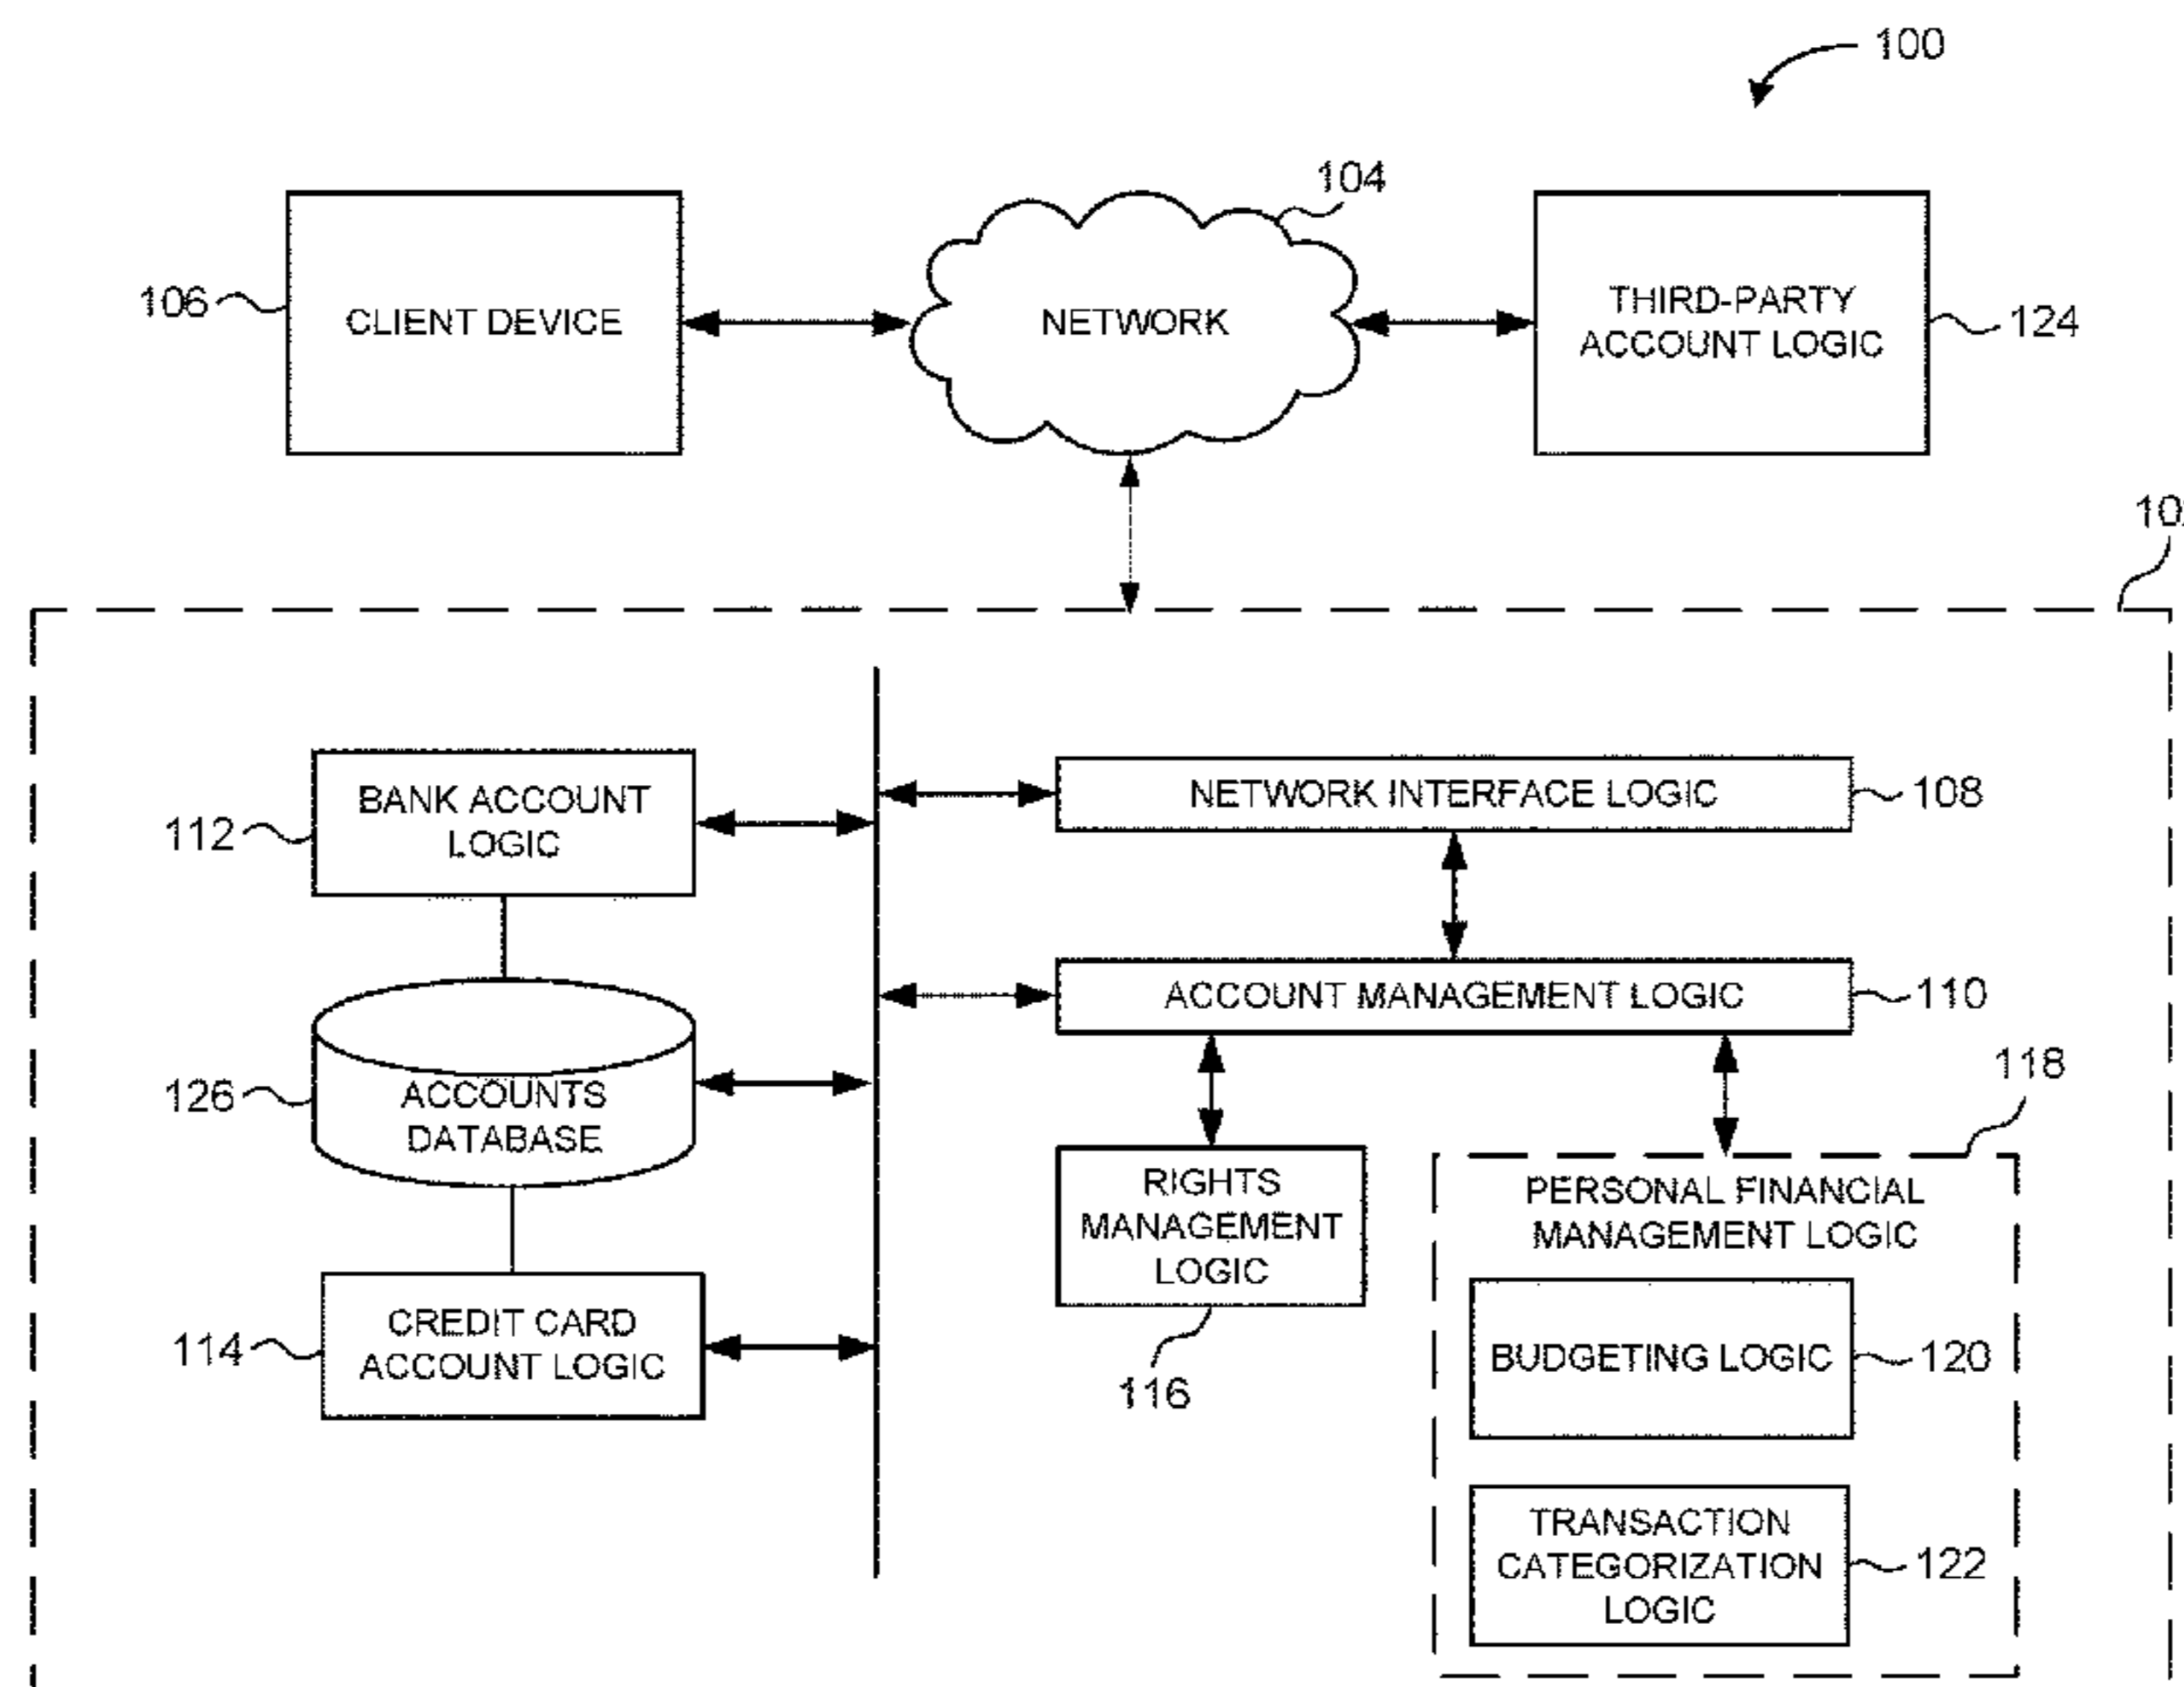 100
104
106
CLIENT DEVICE
NETWORK
THIRD-PARTY
ACCOUNT LOGIC
124
BANK ACCOUNT
LOGIC
112
NETWORK INTERFACE LOGIC
108
ACCOUNT MANAGEMENT LOGIC
110
126
ACCOUNTS
DATABASE
118
RIGHTS
MANAGEMENT
LOGIC
116
PERSONAL FINANCIAL
MANAGEMENT LOGIC
CREDIT CARD
ACCOUNT LOGIC
114
BUDGETING LOGIC
120
TRANSACTION
CATEGORIZATION
LOGIC
122